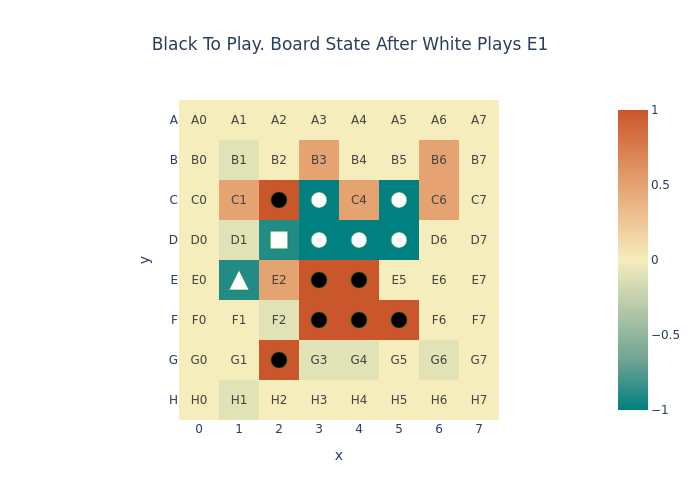 Black To Play. Board State After White Plays E1
A A0 A1 A2 A3 A4 A5 A6 A7
B B0 B1 B2 B3 B4 B5 B6 B7
C C0 C1 C4 C6 C7
D D0 D1 D6 D7
E E0 E2 E5 E6 E7
F F0 F1 F2 F6 F7
G G0 G1 G3 G4 G5 G6 G7
H H0 H1 H2 H3 H4 H5 H6 H7
0 1 2 3 4 5 6 7
x
y
1
0.5
0
−0.5
−1